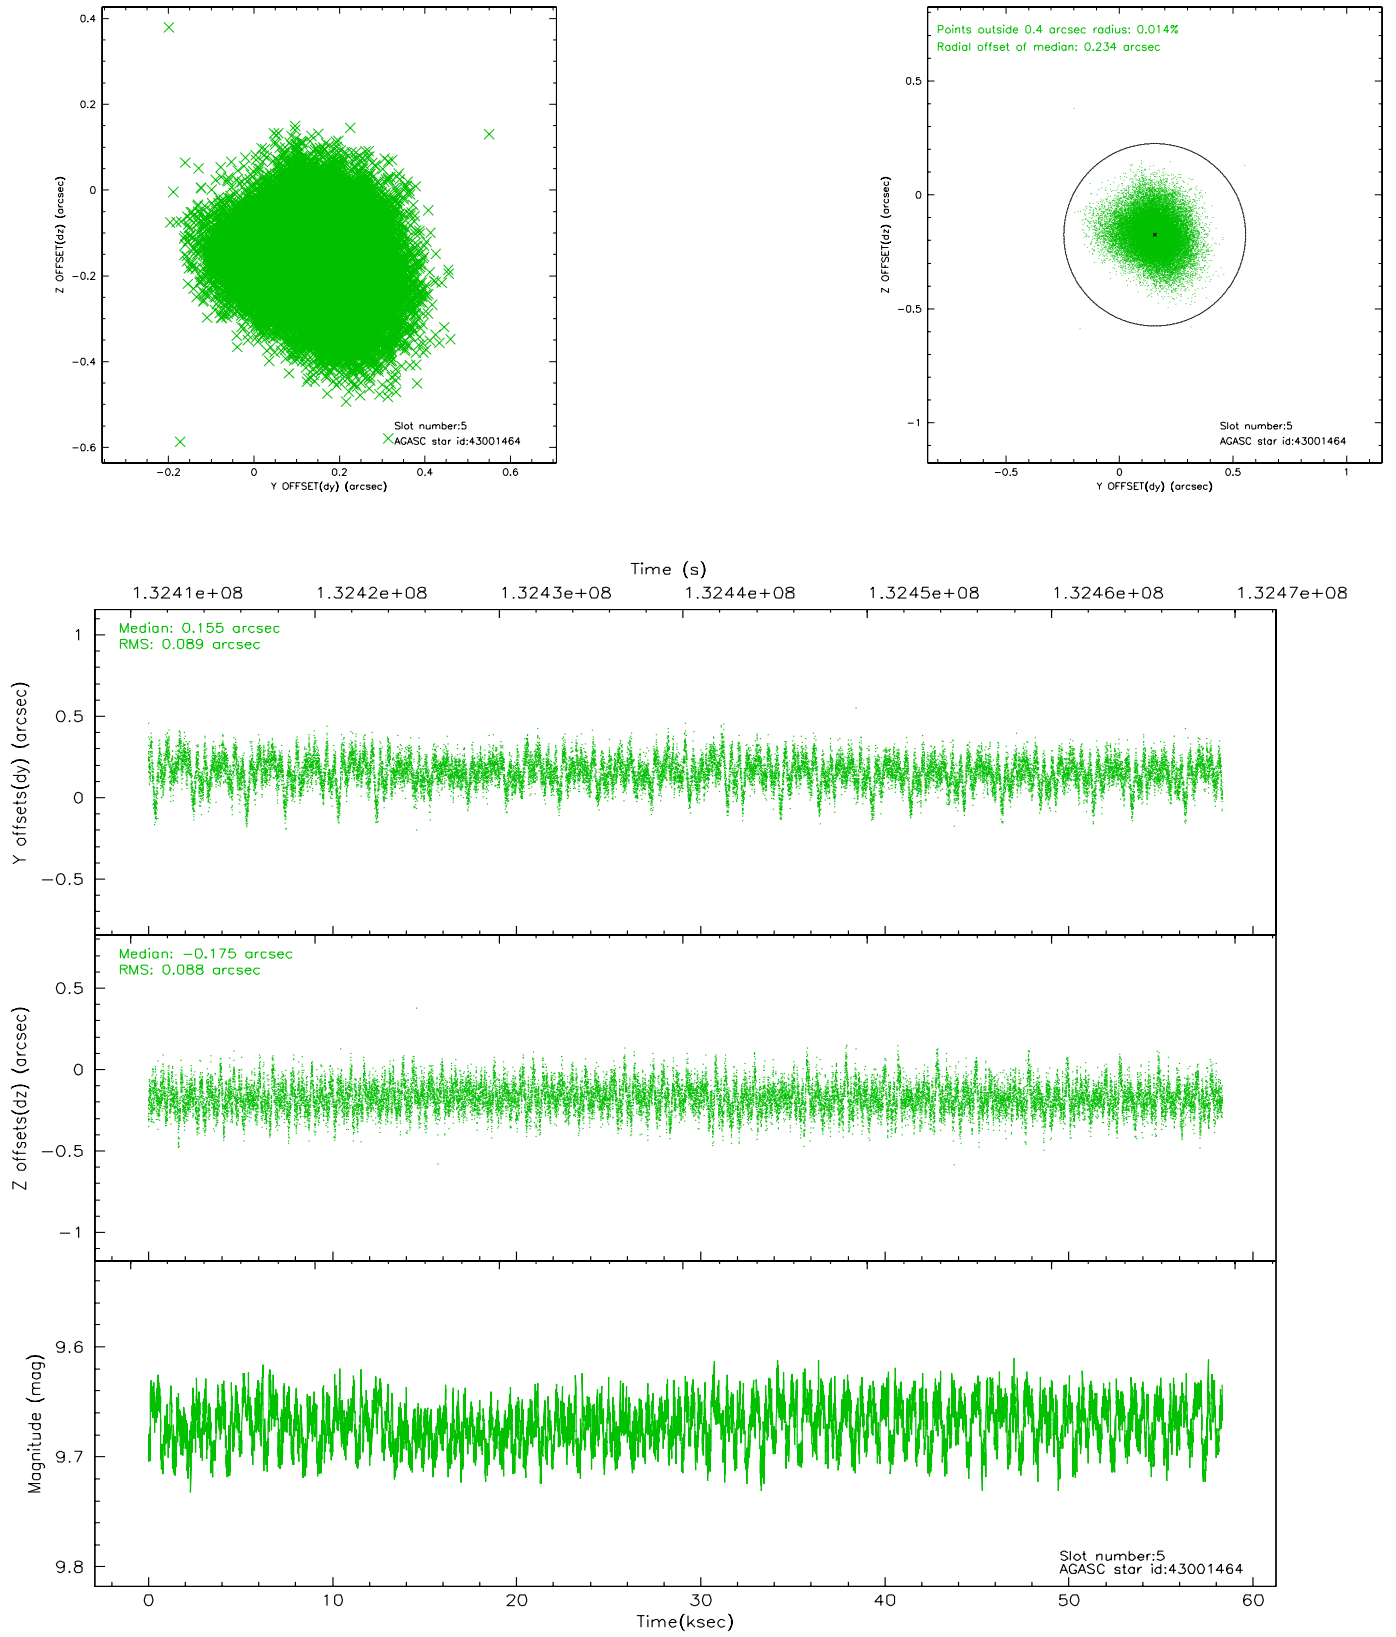 0.4
0.2
0
−0.2
−0.4
−0.6
Z OFFSET(dz) (arcsec)
Slot number:5
AGASC star id:43001464
−0.2
0
0.2
0.4
0.6
Y OFFSET(dy) (arcsec)
Points outside 0.4 arcsec radius: 0.014%
Radial offset of median: 0.234 arcsec
0.5
0
−0.5
−1
Z OFFSET(dz) (arcsec)
Slot number:5
AGASC star id:43001464
−0.5
0
0.5
1
Y OFFSET(dy) (arcsec)
Time (s)
1.3241e+08
1.3242e+08
1.3243e+08
1.3244e+08
1.3245e+08
1.3246e+08
1.3247e+08
Median: 0.155 arcsec
RMS: 0.089 arcsec
1
0.5
0
−0.5
Y offsets(dy) (arcsec)
Median: −0.175 arcsec
RMS: 0.088 arcsec
0.5
0
−0.5
−1
Z offsets(dz) (arcsec)
9.6
9.7
9.8
Magnitude (mag)
Slot number:5
AGASC star id:43001464
0
10
20
30
40
50
60
Time(ksec)